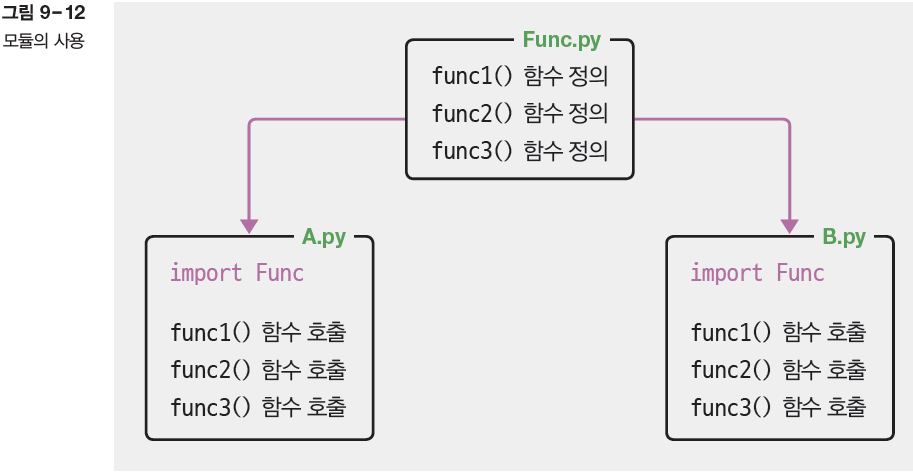 그림 9-12
모듈의 사용
Func.py
func1() 함수 정의
func2() 함수 정의
func3() 함수 정의
A.py
import Func
func1() 함수 호출
func2() 함수 호출
func3() 함수 호출
B.py
import Func
func1() 함수 호출
func2() 함수 호출
func3() 함수 호출